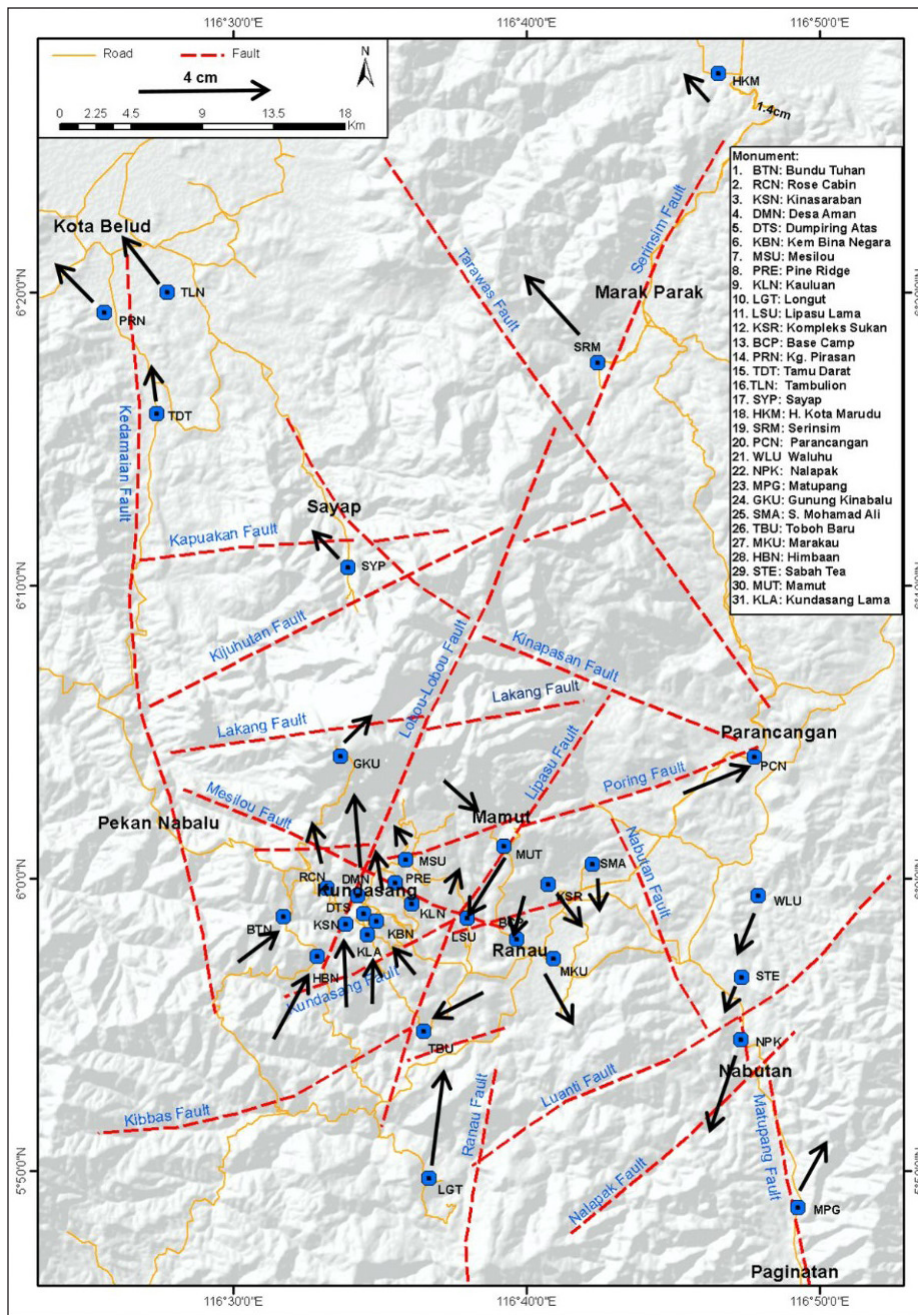 116°30'0"E 116°40'0"E 116°50'0"E
Road Fault
N
4 cm
0 2.25 4.5 9 13.5 18
Km
HKM
1.4cm
Monument:
1. BTN: Bundu Tuhan
2. RCN: Rose Cabin
3. KSN: Kinasaraban
4. DMN: Desa Aman
5. DTS: Dumpiring Atas
6. KBN: Kem Bina Negara
7. MSU: Mesilou
8. PRE: Pine Ridge
9. KLN: Kauluan
10. LGT: Longut
11. LSU: Lipasu Lama
12. KSR: Kompleks Sukan
13. BCP: Base Camp
14. PRN: Kg. Pirasan
15. TDT: Tamu Darat
16.TLN: Tambulion
17. SYP: Sayap
18. HKM: H. Kota Marudu
19. SRM: Serinsim
20. PCN: Parancangan
21. WLU Waluhu
22. NPK: Nalapak
23. MPG: Matupang
24. GKU: Gunung Kinabalu
25. SMA: S. Mohamad Ali
26. TBU: Toboh Baru
27. MKU: Marakau
28. HBN: Himbaan
29. STE: Sabah Tea
30. MUT: Mamut
31. KLA: Kundasang Lama
Kota Belud
Serinsim Fault
Tarawas Fault
TLN
Marak Parak
PRN
SRM
TDT
Kedamaian Fault
Sayap
Kapuakan Fault
SYP
6°10'0"N
Kijuhutan Fault
Lobou-Lobou Fault
Kinapasan Fault
Lakang Fault
Lakang Fault
Parancangan
GKU
Lipasu Fault
PCN
Poring Fault
Mesilou Fault
Pekan Nabalu
Mamut
MUT
Nabutan Fault
MSU
SMA
6°0'0"N
RCN
DMN
PRE
Kundasang
KSR
WLU
DTS
KLN
BTN
KSN
KBN
LSU
BCP
KLA
Ranau
HBN
MKU
STE
Kundasang Fault
TBU
NPK
Nabutan
Kibbas Fault
Ranau Fault
Luanti Fault
Matupang Fault
5°50'0"N
LGT
Nalapak Fault
MPG
Paginatan
116°30'0"E 116°40'0"E 116°50'0"E